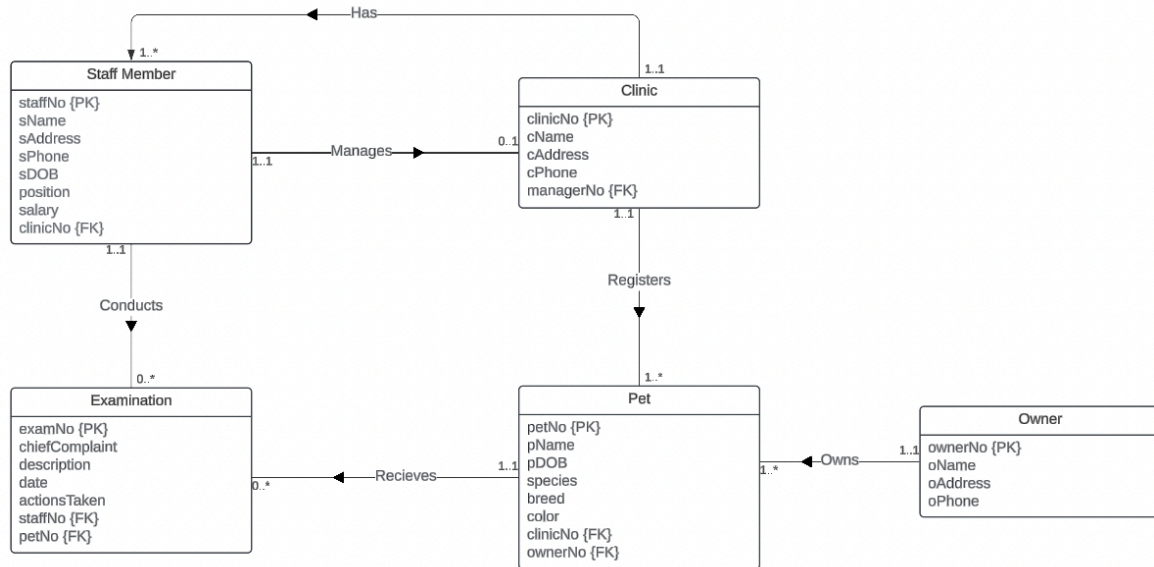 Has
1..*
1..1
Staff Member
staffNo {PK}
sName
sAddress
sPhone
sDOB
position
salary
clinicNo {FK}
1..1
Manages
0..1
Clinic
clinicNo {PK}
cName
cAddress
cPhone
managerNo {FK}
1..1
1..1
Conducts
0..*
Registers
1..*
Examination
examNo {PK}
chiefComplaint
description
date
actionsTaken
staffNo {FK}
petNo {FK}
0..*
Recieves
1..1
Pet
petNo {PK}
pName
pDOB
species
breed
color
clinicNo {FK}
ownerNo {FK}
1..*
Owns
1..1
Owner
ownerNo {PK}
oName
oAddress
oPhone